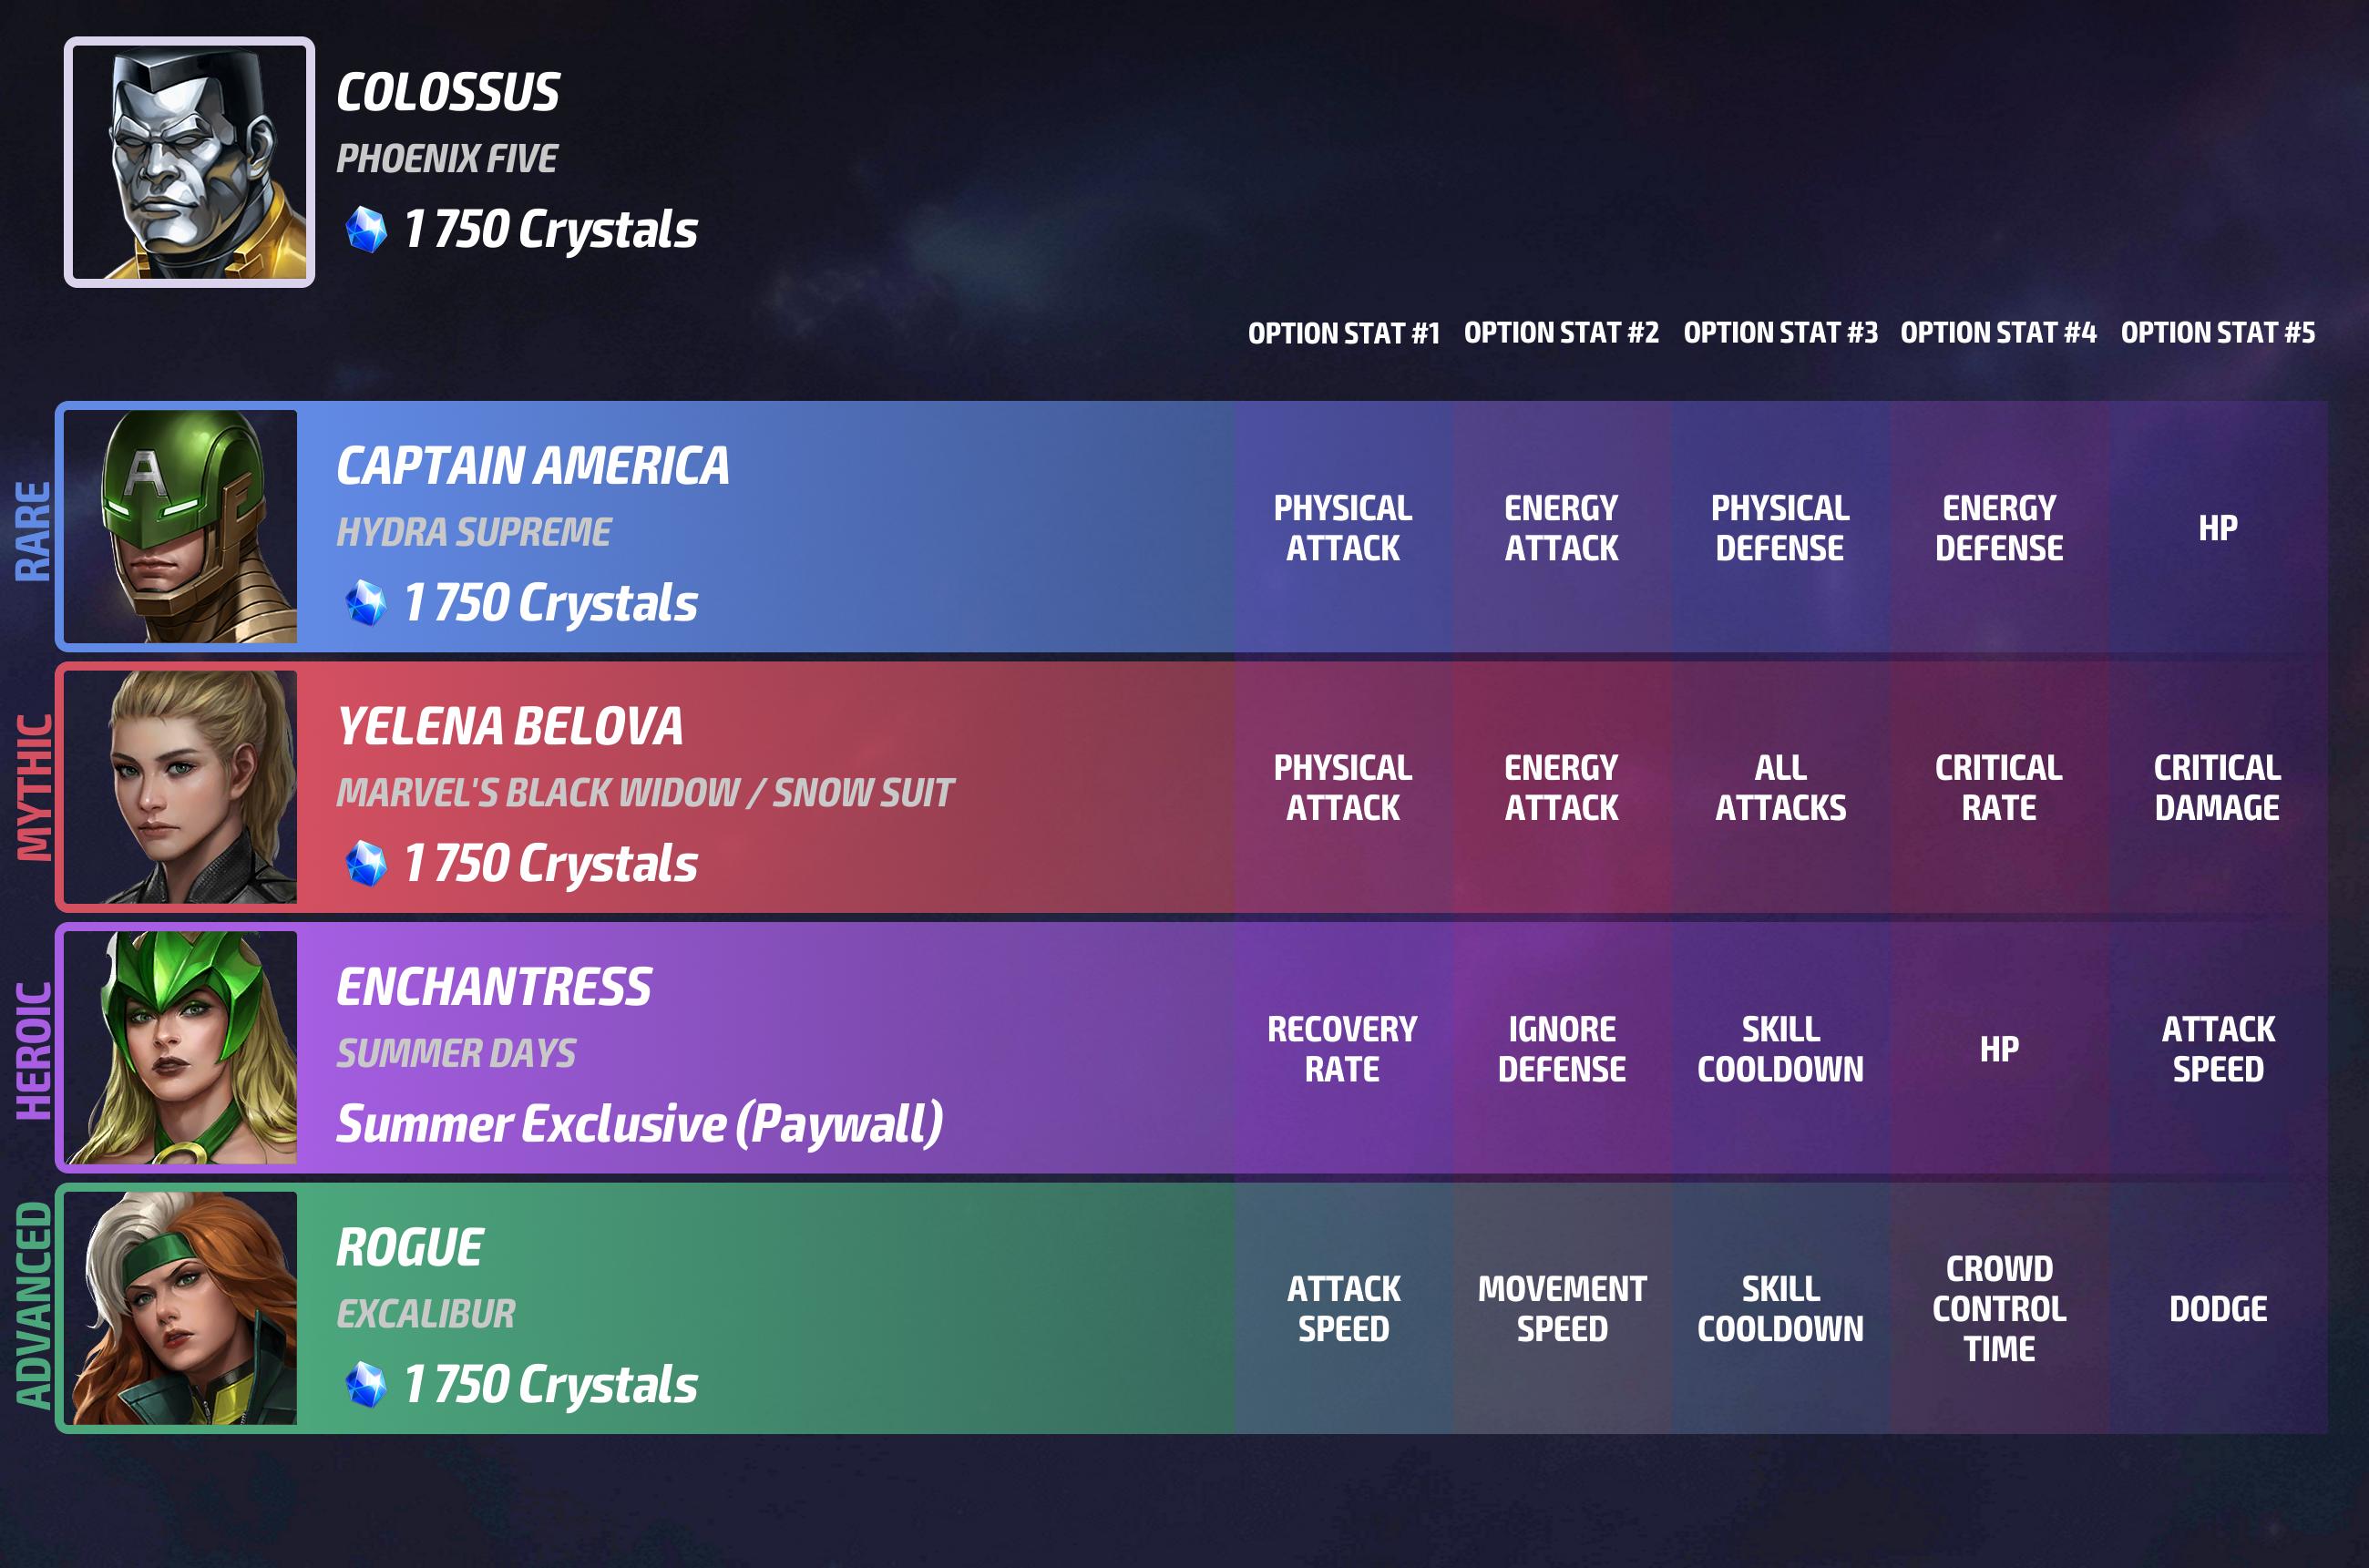 COLOSSUS
PHOENIX FIVE
1 750 Crystals
OPTION STAT #1 OPTION STAT #2 OPTION STAT #3 OPTION STAT #4 OPTION STAT #5
RARE
A
CAPTAIN AMERICA
HYDRA SUPREME
1 750 Crystals
PHYSICAL
ATTACK
ENERGY
ATTACK
PHYSICAL
DEFENSE
ENERGY
DEFENSE
HP
MYTHIC
YELENA BELOVA
MARVEL'S BLACK WIDOW / SNOW SUIT
1 750 Crystals
PHYSICAL
ATTACK
ENERGY
ATTACK
ALL
ATTACKS
CRITICAL
RATE
CRITICAL
DAMAGE
HEROIC
ENCHANTRESS
SUMMER DAYS
Summer Exclusive (Paywall)
RECOVERY
RATE
IGNORE
DEFENSE
SKILL
COOLDOWN
HP
ATTACK
SPEED
ADVANCED
ROGUE
EXCALIBUR
1 750 Crystals
ATTACK
SPEED
MOVEMENT
SPEED
SKILL
COOLDOWN
CROWD
CONTROL
TIME
DODGE